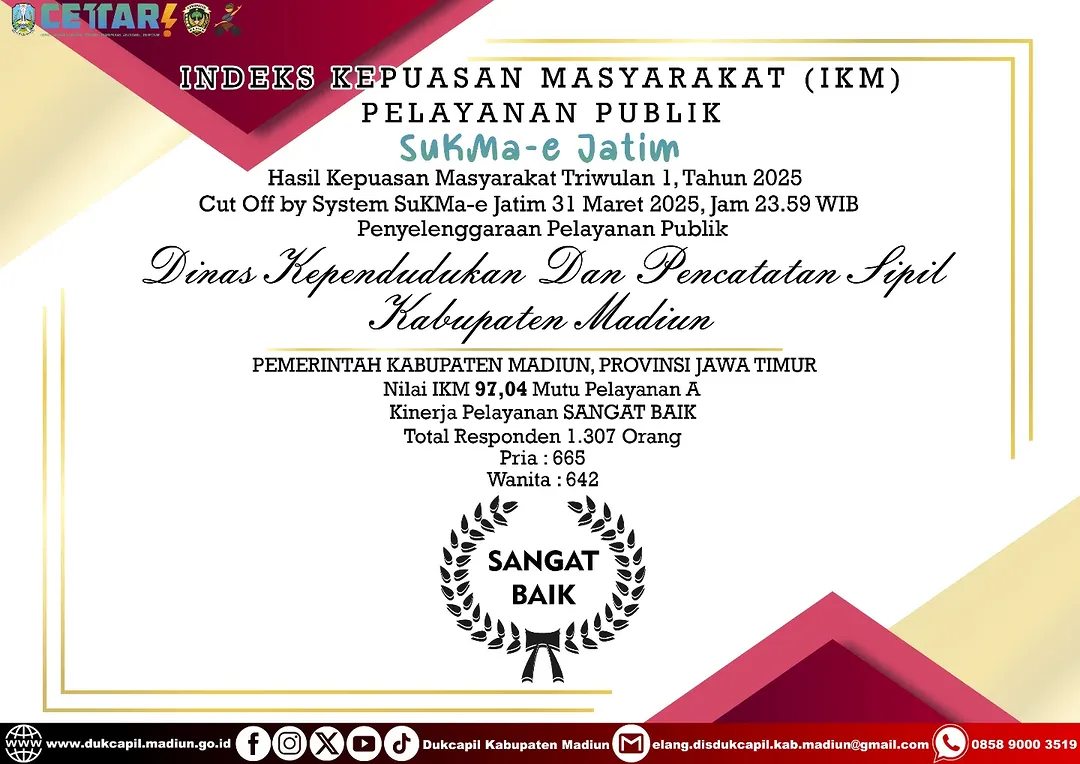 CETTAR!
INDEKS KEPUASAN MASYARAKAT (IKM)
PELAYANAN PUBLIK
SuKMa-e Jatim
Hasil Kepuasan Masyarakat Triwulan 1, Tahun 2025
Cut Off by System SuKMa-e Jatim 31 Maret 2025, Jam 23.59 WIB
Penyelenggaraan Pelayanan Publik
Dinas Kependudukan Dan Pencatatan Sipil
Kabupaten Madiun
PEMERINTAH KABUPATEN MADIUN, PROVINSI JAWA TIMUR
Nilai IKM 97,04 Mutu Pelayanan A
Kinerja Pelayanan SANGAT BAIK
Total Responden 1.307 Orang
Pria : 665
Wanita : 642
SANGAT
BAIK
www.dukcapil.madiun.go.id Dukcapil Kabupaten Madiun elang.disdukcapil.kab.madiun@gmail.com 0858 9000 3519